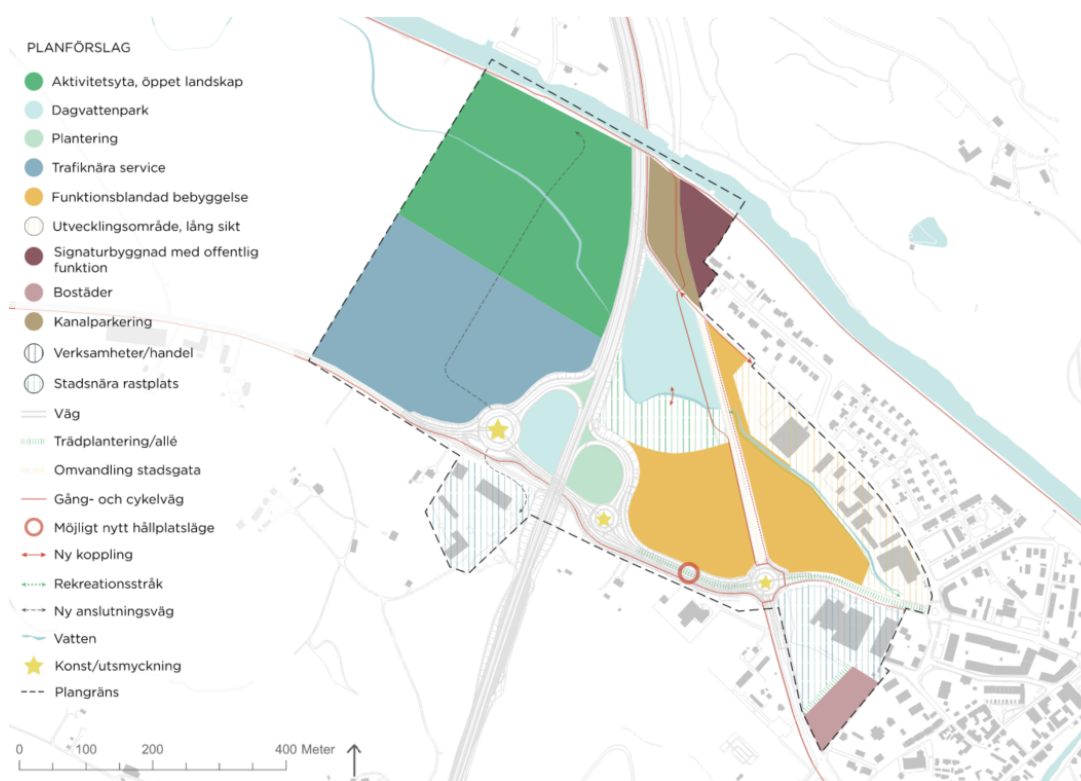 PLANFÖRSLAG
Aktivitetsyta, öppet landskap
Dagvattenpark
Plantering
Trafiknära service
Funktionsblandad bebyggelse
Utvecklingsområde, lång sikt
Signaturbyggnad med offentlig
funktion
Bostäder
Kanalparkering
Verksamheter/handel
Stadsnära rastplats
Väg
Trädplantering/allé
Omvandling stadsgata
Gång- och cykelväg
Möjligt nytt hållplatsläge
Ny koppling
Rekreationsstråk
Ny anslutningsväg
Vatten
Konst/utsmyckning
Plangräns
0 100 200 400 Meter